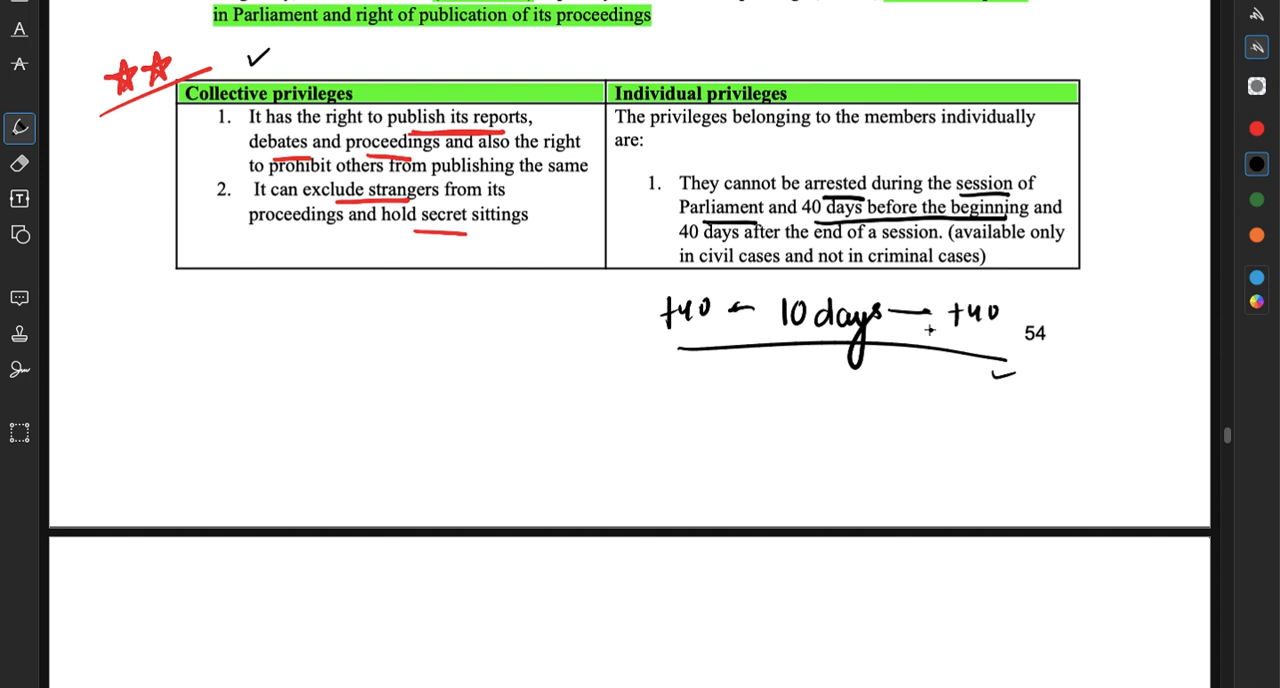 in Parliament and right of publication of its proceedings
Collective privileges
1. It has the right to publish its reports,
debates and proceedings and also the right
to prohibit others from publishing the same
2. It can exclude strangers from its
proceedings and hold secret sittings
Individual privileges
The privileges belonging to the members individually
are:
1. They cannot be arrested during the session of
Parliament and 40 days before the beginning and
40 days after the end of a session. (available only
in civil cases and not in criminal cases)
+40 ← 10 days → +40
54